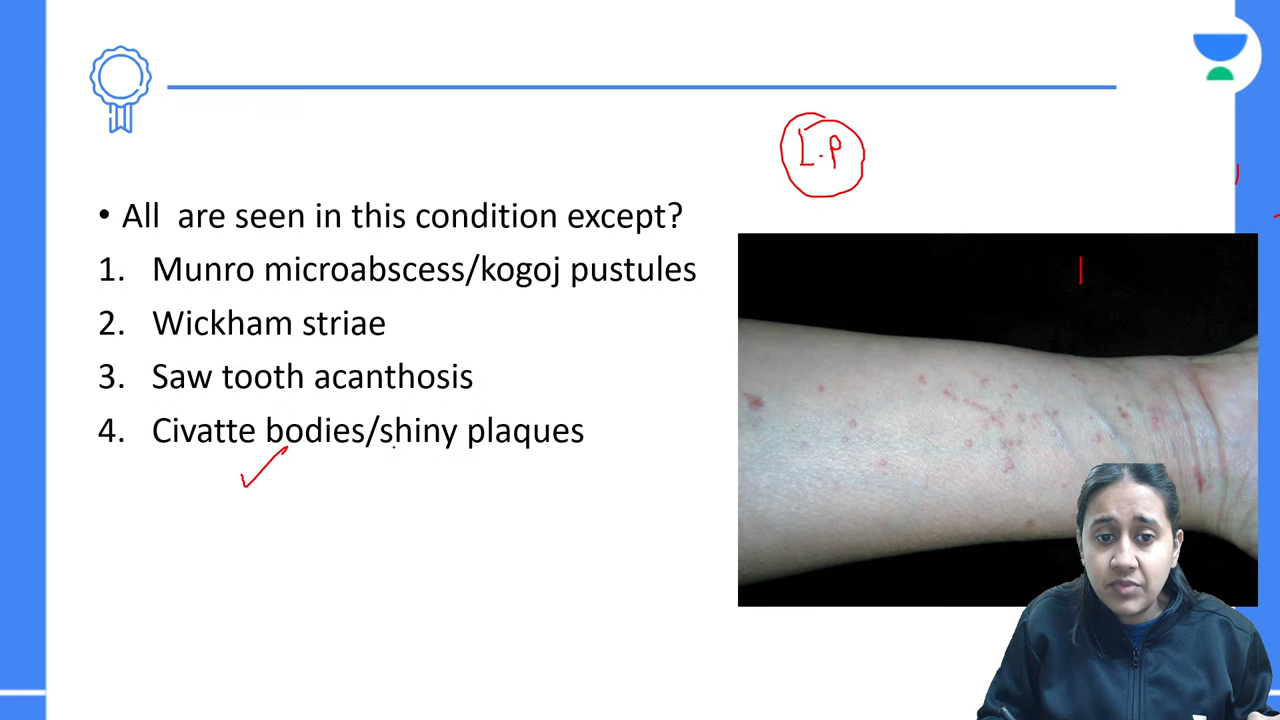 L.P
• All are seen in this condition except?
1. Munro microabscess/kogoj pustules
2. Wickham striae
3. Saw tooth acanthosis
4. Civatte bodies/shiny plaques